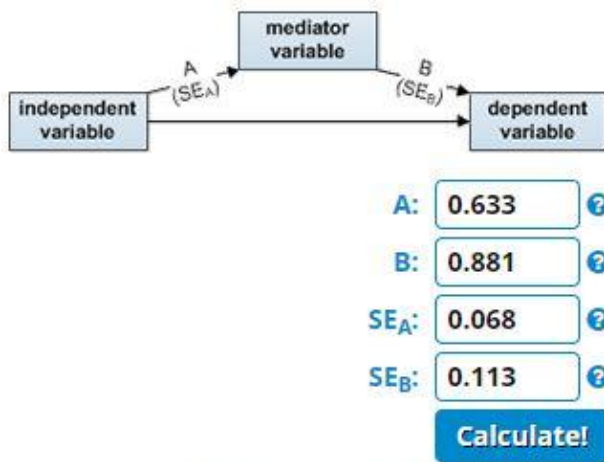 mediator
variable
A
(SEA)
B
(SEB)
independent
variable
dependent
variable
A: 0.633 ?
B: 0.881 ?
SEA: 0.068 ?
SEB: 0.113 ?
Calculate!